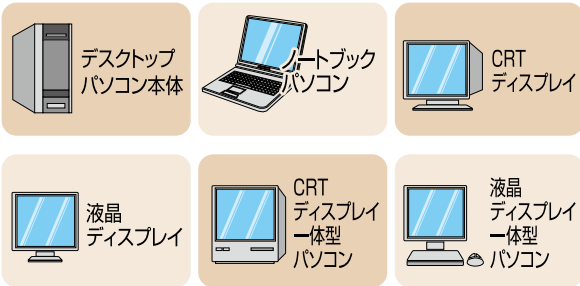 デスクトップ
パソコン本体
ノートブック
パソコン
CRT
ディスプレイ
液晶
ディスプレイ
CRT
ディスプレイ
一体型
パソコン
液晶
ディスプレイ
一体型
パソコン